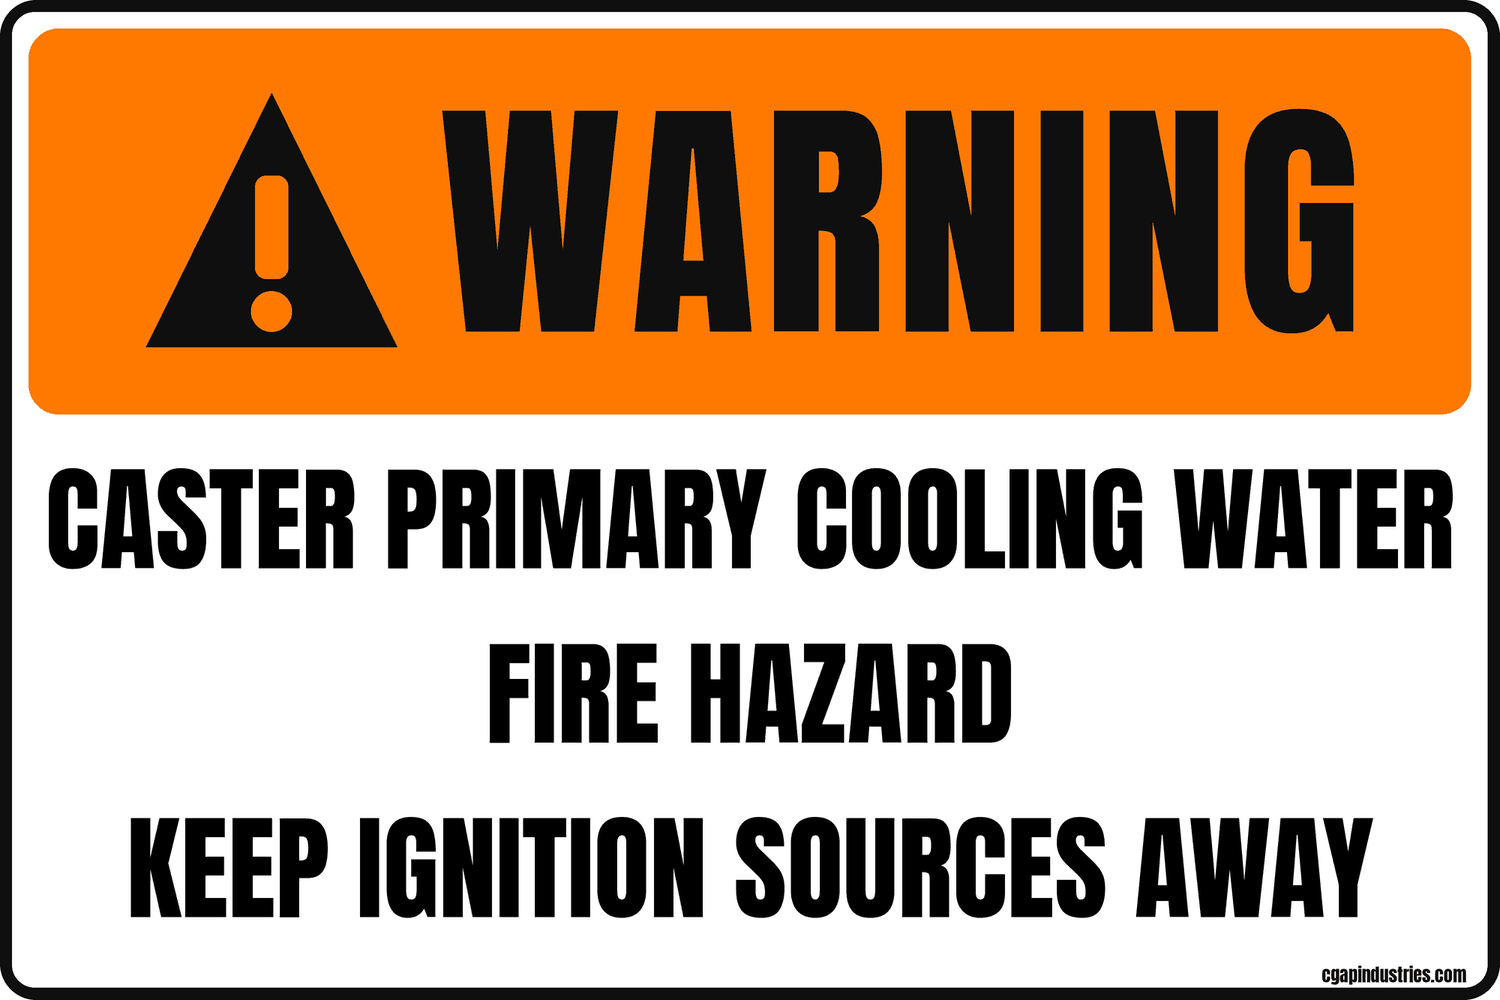 WARNING
CASTER PRIMARY COOLING WATER
FIRE HAZARD
KEEP IGNITION SOURCES AWAY
cgapindustries.com